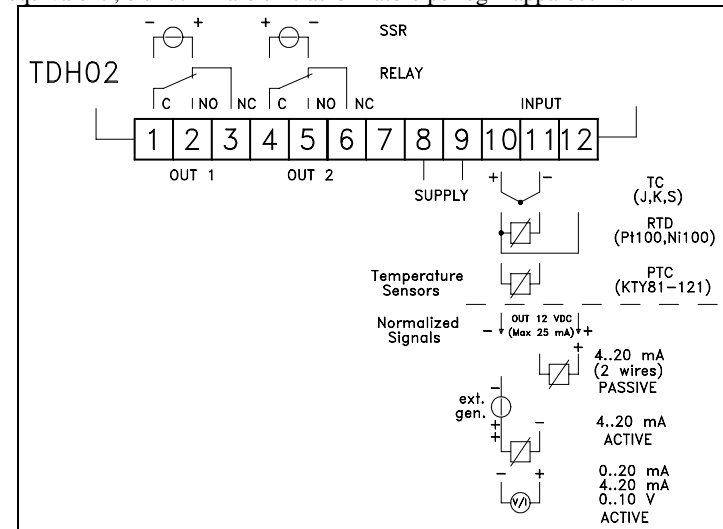 - + + - SSR
TDH02 RELAY
C NO NC C NO NC INPUT
1 2 3 4 5 6 7 8 9 10 11 12
OUT 1 OUT 2 SUPPLY
+ - TC
(J,K,S)
RTD
(Pt100,Ni100)
Temperature
Sensors
PTC
(KTY81-121)
Normalized
Signals
- OUT 12 VDC
(Max 25 mA) +
+
4..20 mA
(2 wires)
PASSIVE
-
ext.
gen.
+
+ -
4..20 mA
ACTIVE
- +
V/I
0..20 mA
4..20 mA
0..10 V
ACTIVE